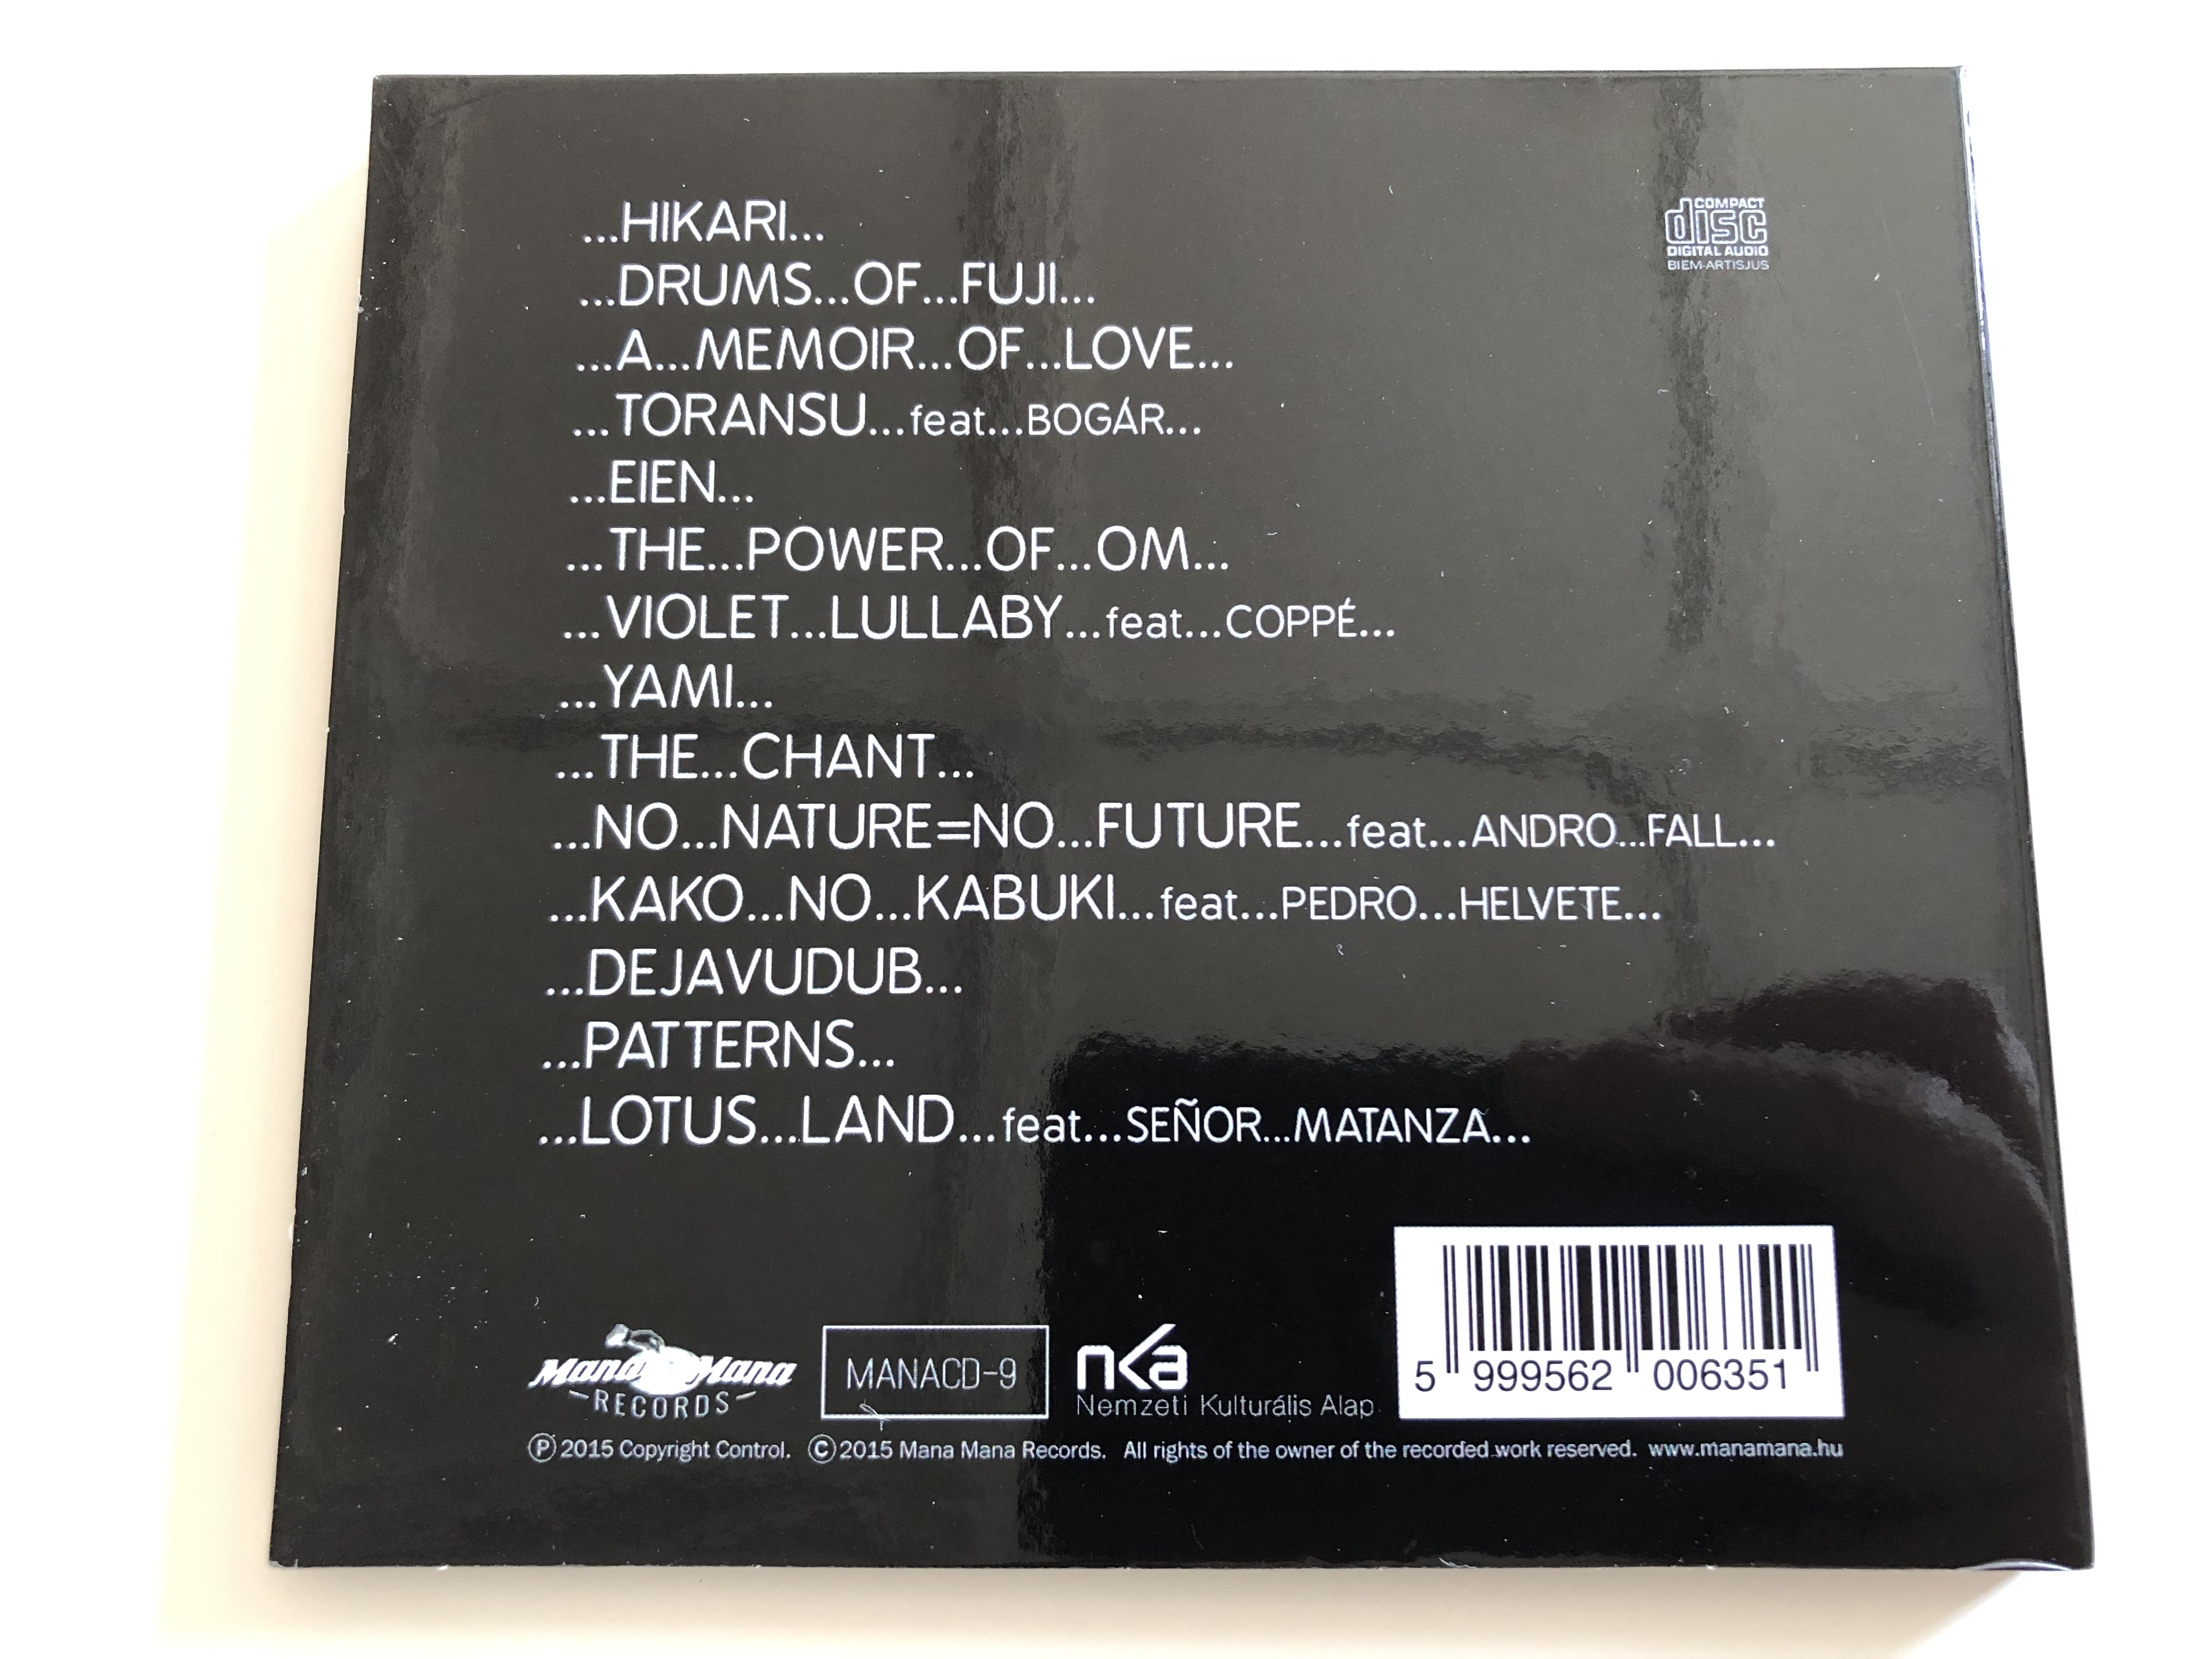 ...HIKARI...
...DRUMS...OF...FUJI...
...A...MEMOIR...OF...LOVE...
...TORANSU...feat...BOGÁR...
...EIEN...
...THE...POWER...OF...OM...
...VIOLET...LULLABY...feat...COPPÉ...
...YAMI...
...THE...CHANT...
...NO...NATURE=NO...FUTURE...feat...ANDRO...FALL...
...KAKO...NO...KABUKI...feat...PEDRO...HELVETE...
...DEJAVUDUB...
...PATTERNS...
...LOTUS...LAND...feat...SEÑOR...MATANZA...
COMPACT
disc
DIGITAL AUDIO
BIEM-ARTISJUS
Mana Mana
RECORDS
MANACD-9
nka
Nemzeti Kulturális Alap
5 999562 006351
Ⓟ 2015 Copyright Control. © 2015 Mana Mana Records. All rights of the owner of the recorded work reserved. www.manamana.hu